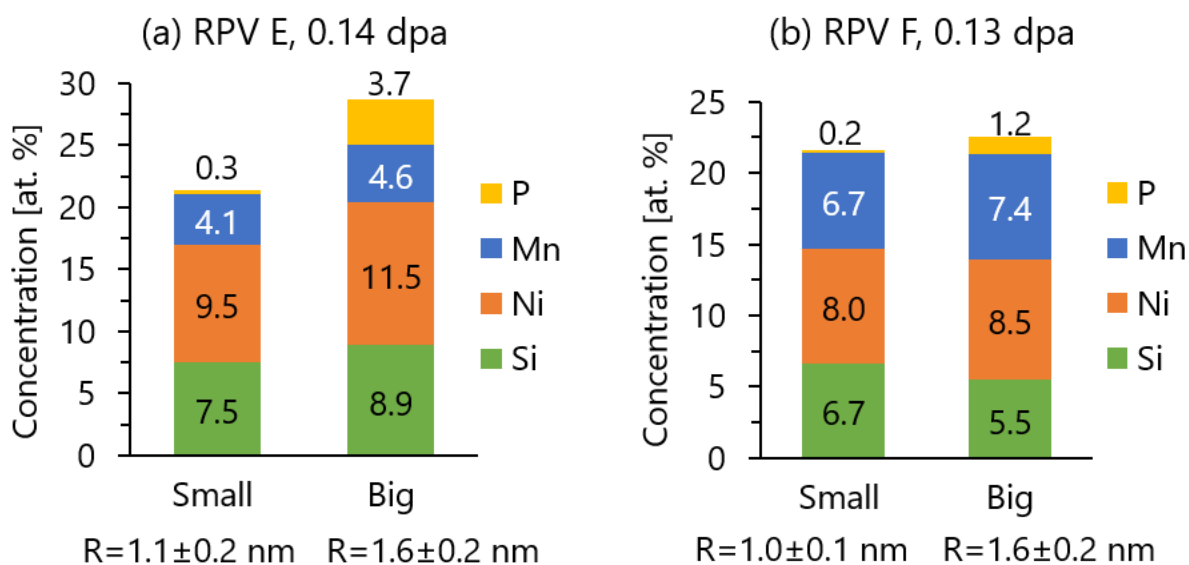 (a) RPV E, 0.14 dpa
Concentration [at. %]
30
25
20
15
10
5
0
0.3
4.1
9.5
7.5
3.7
4.6
11.5
8.9
P
Mn
Ni
Si
Small
Big
R=1.1±0.2 nm
R=1.6±0.2 nm
(b) RPV F, 0.13 dpa
Concentration [at. %]
25
20
15
10
5
0
0.2
6.7
8.0
6.7
1.2
7.4
8.5
5.5
P
Mn
Ni
Si
Small
Big
R=1.0±0.1 nm
R=1.6±0.2 nm